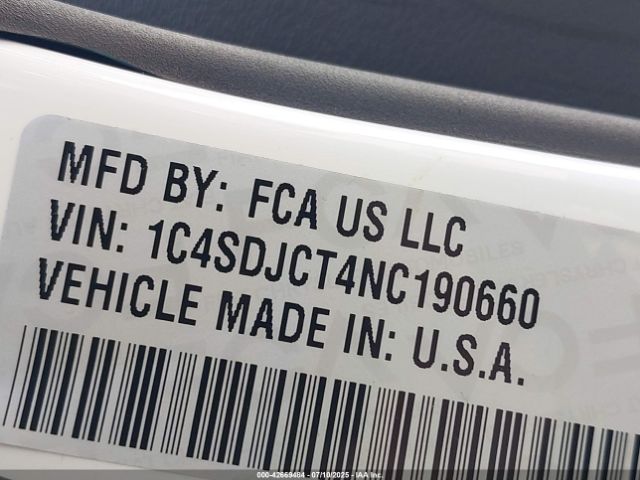 MFD BY: FCA US LLC
VIN: 1C4SDJCT4NC190660
VEHICLE MADE IN: U.S.A.
000-42669484 - 07/10/2025 - IAA Inc.